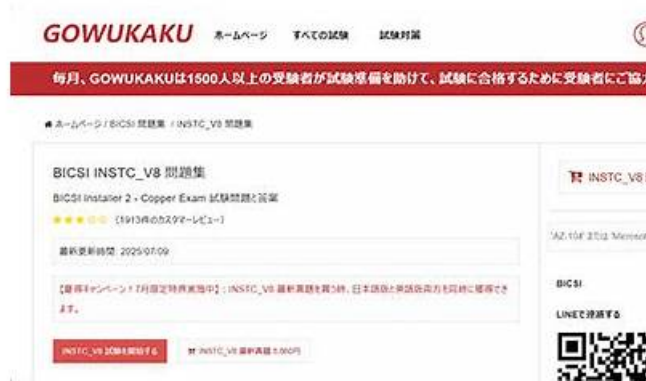 GOWUKAKU
ホームページ すべての試験 試験対策
毎月、GOWUKAKUは1500人以上の受験者が試験準備を助けて、試験に合格するために受験者にご協力
ホームページ / BICSI 問題集 / INSTC_V8 問題集
BICSI INSTC_V8 問題集
BICSI Installer 2 - Copper Exam 試験問題と答案
(1913件のカスタマーレビュー)
最新更新時間: 2025/07/09
【最得キャンペーン！7月限定特典実施中】: INSTC_V8 最新真題を買う時、日本語版と英語版両方を同時に獲得でき
ます。
INSTC_V8 試験を開始する
INSTC_V8 最新真題
INSTC_V8
BICSI
LINEで連絡する